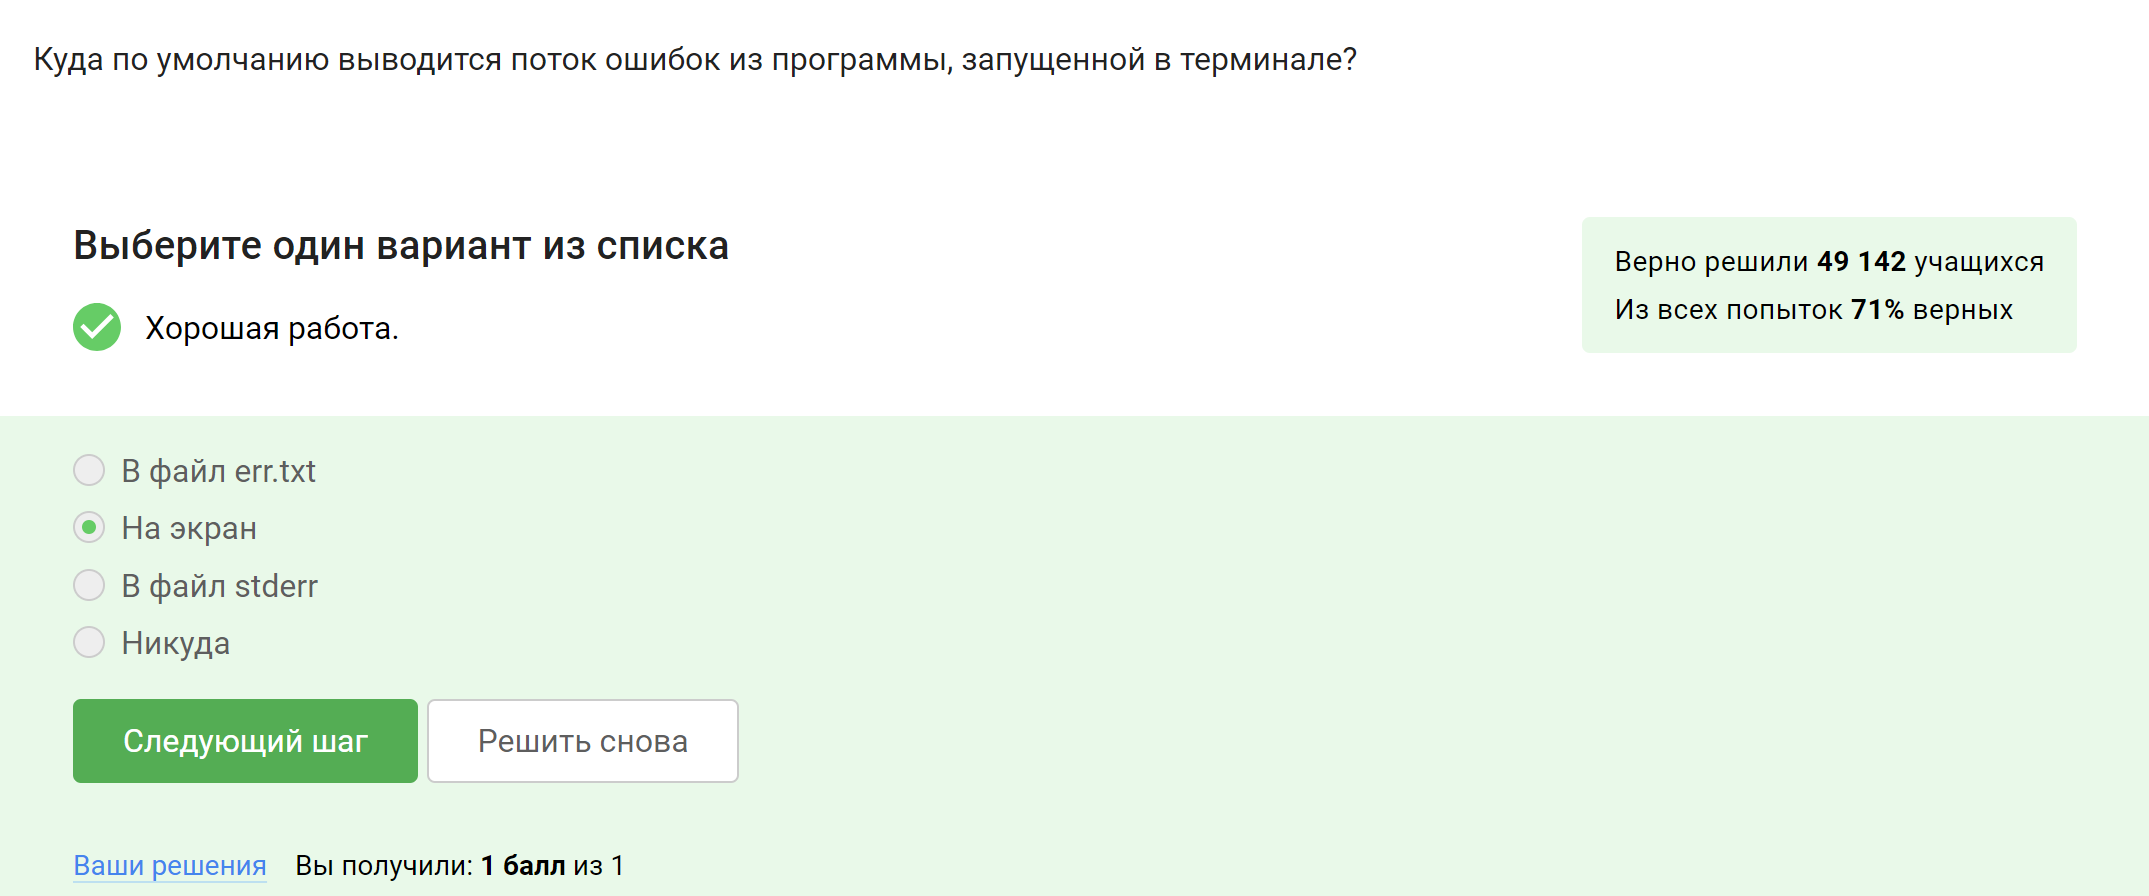 Куда по умолчанию выводится поток ошибок из программы, запущенной в терминале?
Выберите один вариант из списка
Хорошая работа.
Верно решили 49 142 учащихся
Из всех попыток 71% верных
В файл err.txt
На экран
В файл stderr
Никуда
Следующий шаг
Решить снова
Ваши решения Вы получили: 1 балл из 1